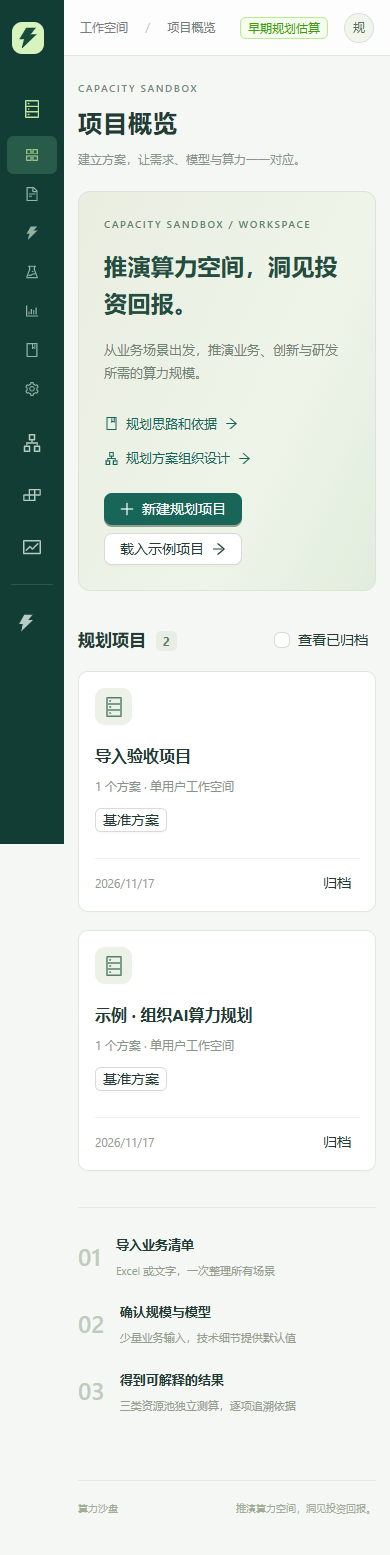 工作空间 / 项目概览 早期规划估算 规
CAPACITY SANDBOX
项目概览
建立方案，让需求、模型与算力一一对应。
CAPACITY SANDBOX / WORKSPACE
推演算力空间，洞见投
资回报。
从业务场景出发，推演业务、创新与研发
所需的算力规模。
规划思路和依据
规划方案组织设计
新建规划项目
载入示例项目
规划项目 2 查看已归档
导入验收项目
1 个方案 · 单用户工作空间
基准方案
2026/11/17 归档
示例 · 组织AI算力规划
1 个方案 · 单用户工作空间
基准方案
2026/11/17 归档
01 导入业务清单
Excel 或文字，一次整理所有场景
02 确认规模与模型
少量业务输入，技术细节提供默认值
03 得到可解释的结果
三类资源池独立测算，逐项追溯依据
算力沙盘 推演算力空间，洞见投资回报。